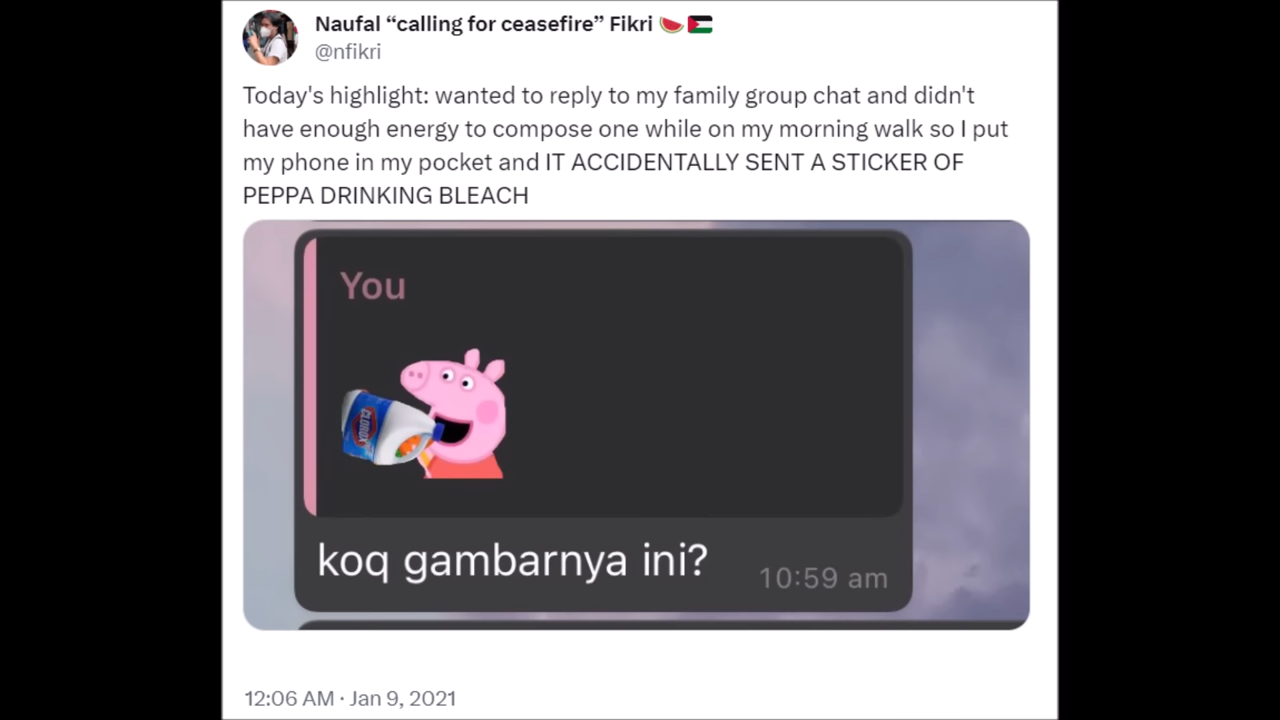 Naufal “calling for ceasefire” Fikri 🍉🇵🇸
@nfikri
Today's highlight: wanted to reply to my family group chat and didn't
have enough energy to compose one while on my morning walk so I put
my phone in my pocket and IT ACCIDENTALLY SENT A STICKER OF
PEPPA DRINKING BLEACH
You
CLOROX
koq gambarnya ini?
10:59 am
12:06 AM · Jan 9, 2021